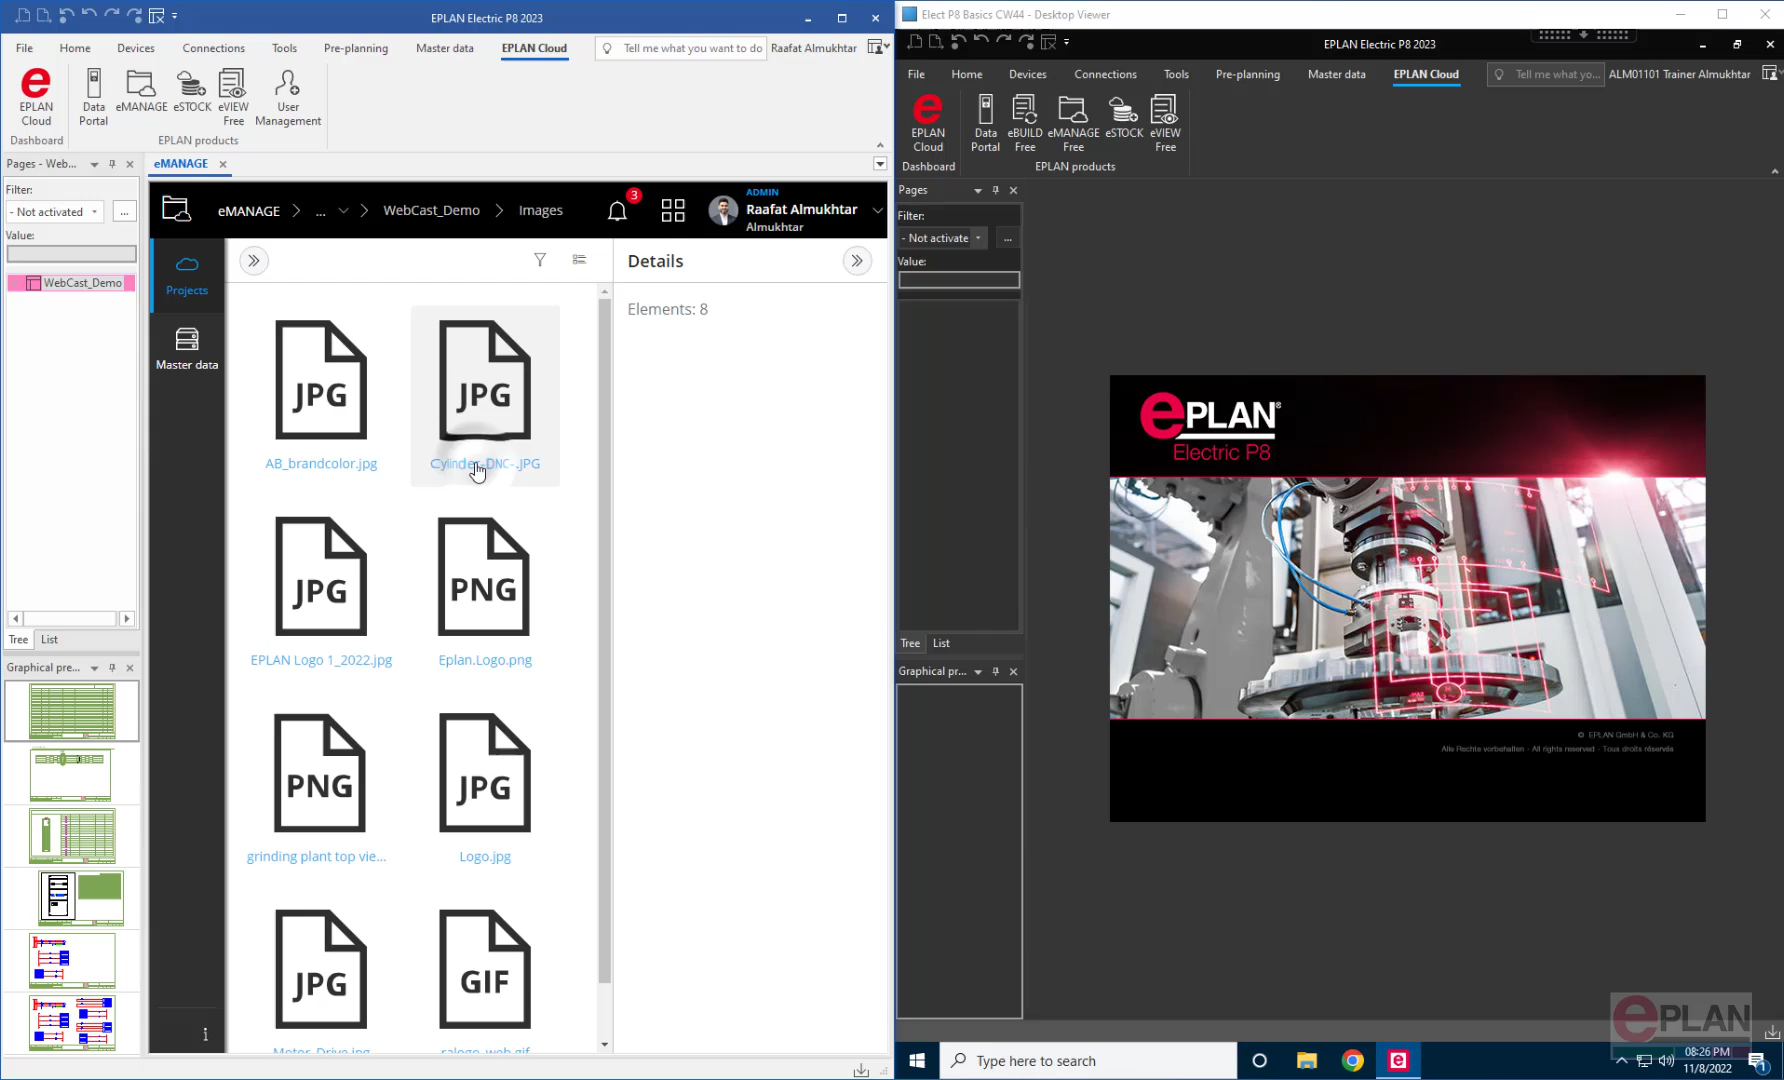 EPLAN Electric P8 2023
File Home Devices Connections Tools Pre-planning Master data EPLAN Cloud Tell me what you want to do Raafat Almukhtar
EPLAN Cloud
Data Portal
eMANAGE
eSTOCK
eVIEW Free
User Management
Dashboard EPLAN products
Pages - Web...
eMANAGE
Filter:
- Not activated
...
Value:
WebCast_Demo
Tree List
Graphical pre...
eMANAGE ... WebCast_Demo Images
3
ADMIN
Raafat Almukhtar
Almukhtar
Projects
Master data
Details
Elements: 8
JPG
AB_brandcolor.jpg
JPG
Cylinder-DNC-.JPG
JPG
EPLAN Logo 1_2022.jpg
PNG
Eplan.Logo.png
PNG
grinding plant top vie...
JPG
Logo.jpg
JPG
Motor_Drive.jpg
GIF
ralogo_web.gif
i
Elect P8 Basics CW44 - Desktop Viewer
EPLAN Electric P8 2023
File Home Devices Connections Tools Pre-planning Master data EPLAN Cloud Tell me what yo... ALM01101 Trainer Almukhtar
EPLAN Cloud
Data Portal
eBUILD Free
eMANAGE Free
eSTOCK
eVIEW Free
Dashboard EPLAN products
Pages
Filter:
- Not activate
...
Value:
Tree List
Graphical pr...
ePLAN®
Electric P8
© EPLAN GmbH & Co. KG
Alle Rechte vorbehalten - All rights reserved - Tous droits réservés
ePLAN
Type here to search
08:26 PM
11/8/2022
1